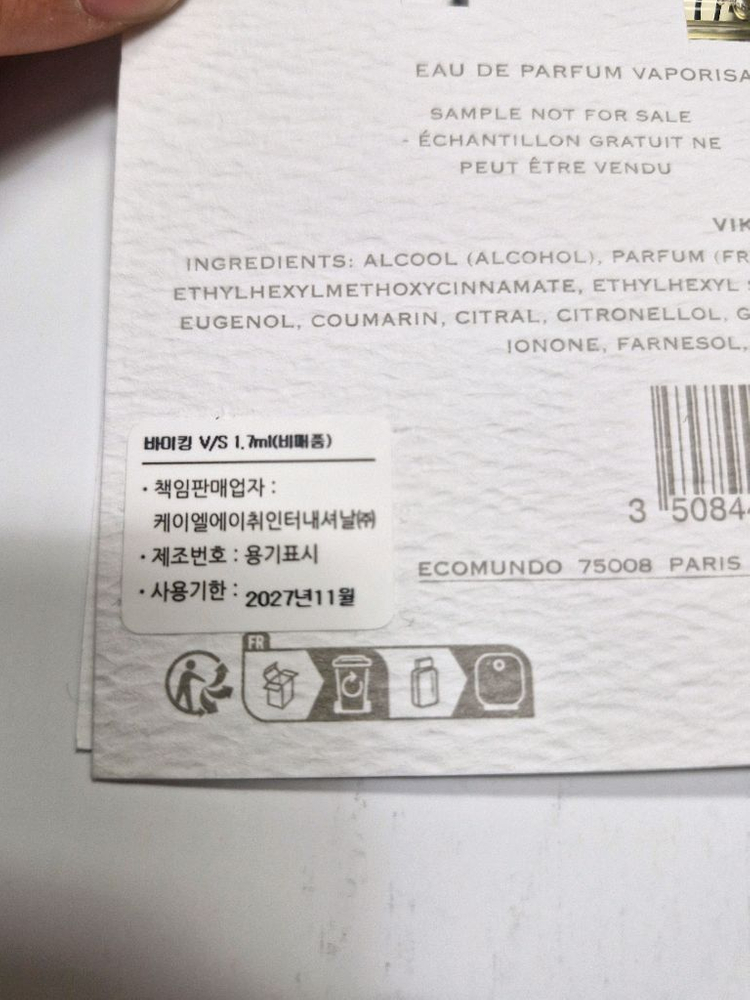 EAU DE PARFUM VAPORISA
SAMPLE NOT FOR SALE
- ÉCHANTILLON GRATUIT NE
PEUT ÊTRE VENDU
VIK
INGREDIENTS: ALCOOL (ALCOHOL), PARFUM (FR
ETHYLHEXYLMETHOXYCINNAMATE, ETHYLHEXYL
EUGENOL, COUMARIN, CITRAL, CITRONELLOL, G
IONONE, FARNESOL,
바이킹 V/S 1.7ml(비매품)
· 책임판매업자 :
케이엘에이취인터내셔날㈜
· 제조번호 : 용기표시
· 사용기한 : 2027년11월
3 50844
ECOMUNDO 75008 PARIS
FR